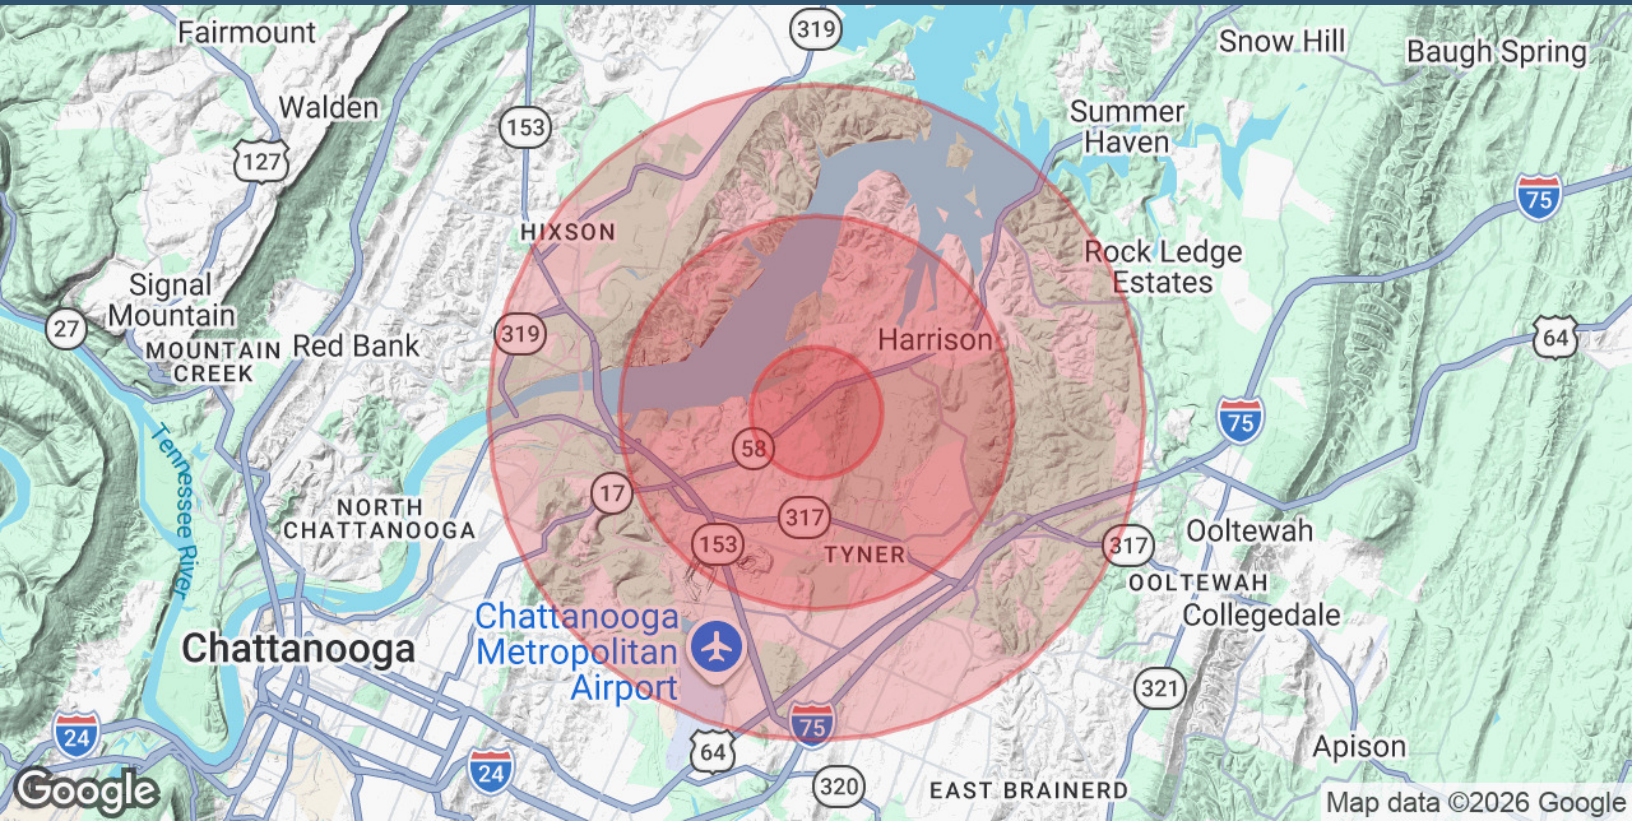 Fairmount
319
Snow Hill
Baugh Spring
Walden
153
Summer
Haven
127
75
HIXSON
Rock Ledge
Estates
Signal
Mountain
27
319
64
MOUNTAIN
CREEK
Red Bank
Harrison
75
Tennessee River
58
17
NORTH
CHATTANOOGA
317
153
TYNER
317
Ooltewah
OOLTEWAH
Collegedale
Chattanooga
Metropolitan
Airport
Chattanooga
321
24
75
64
Apison
24
320
EAST BRAINERD
Google
Map data ©2026 Google